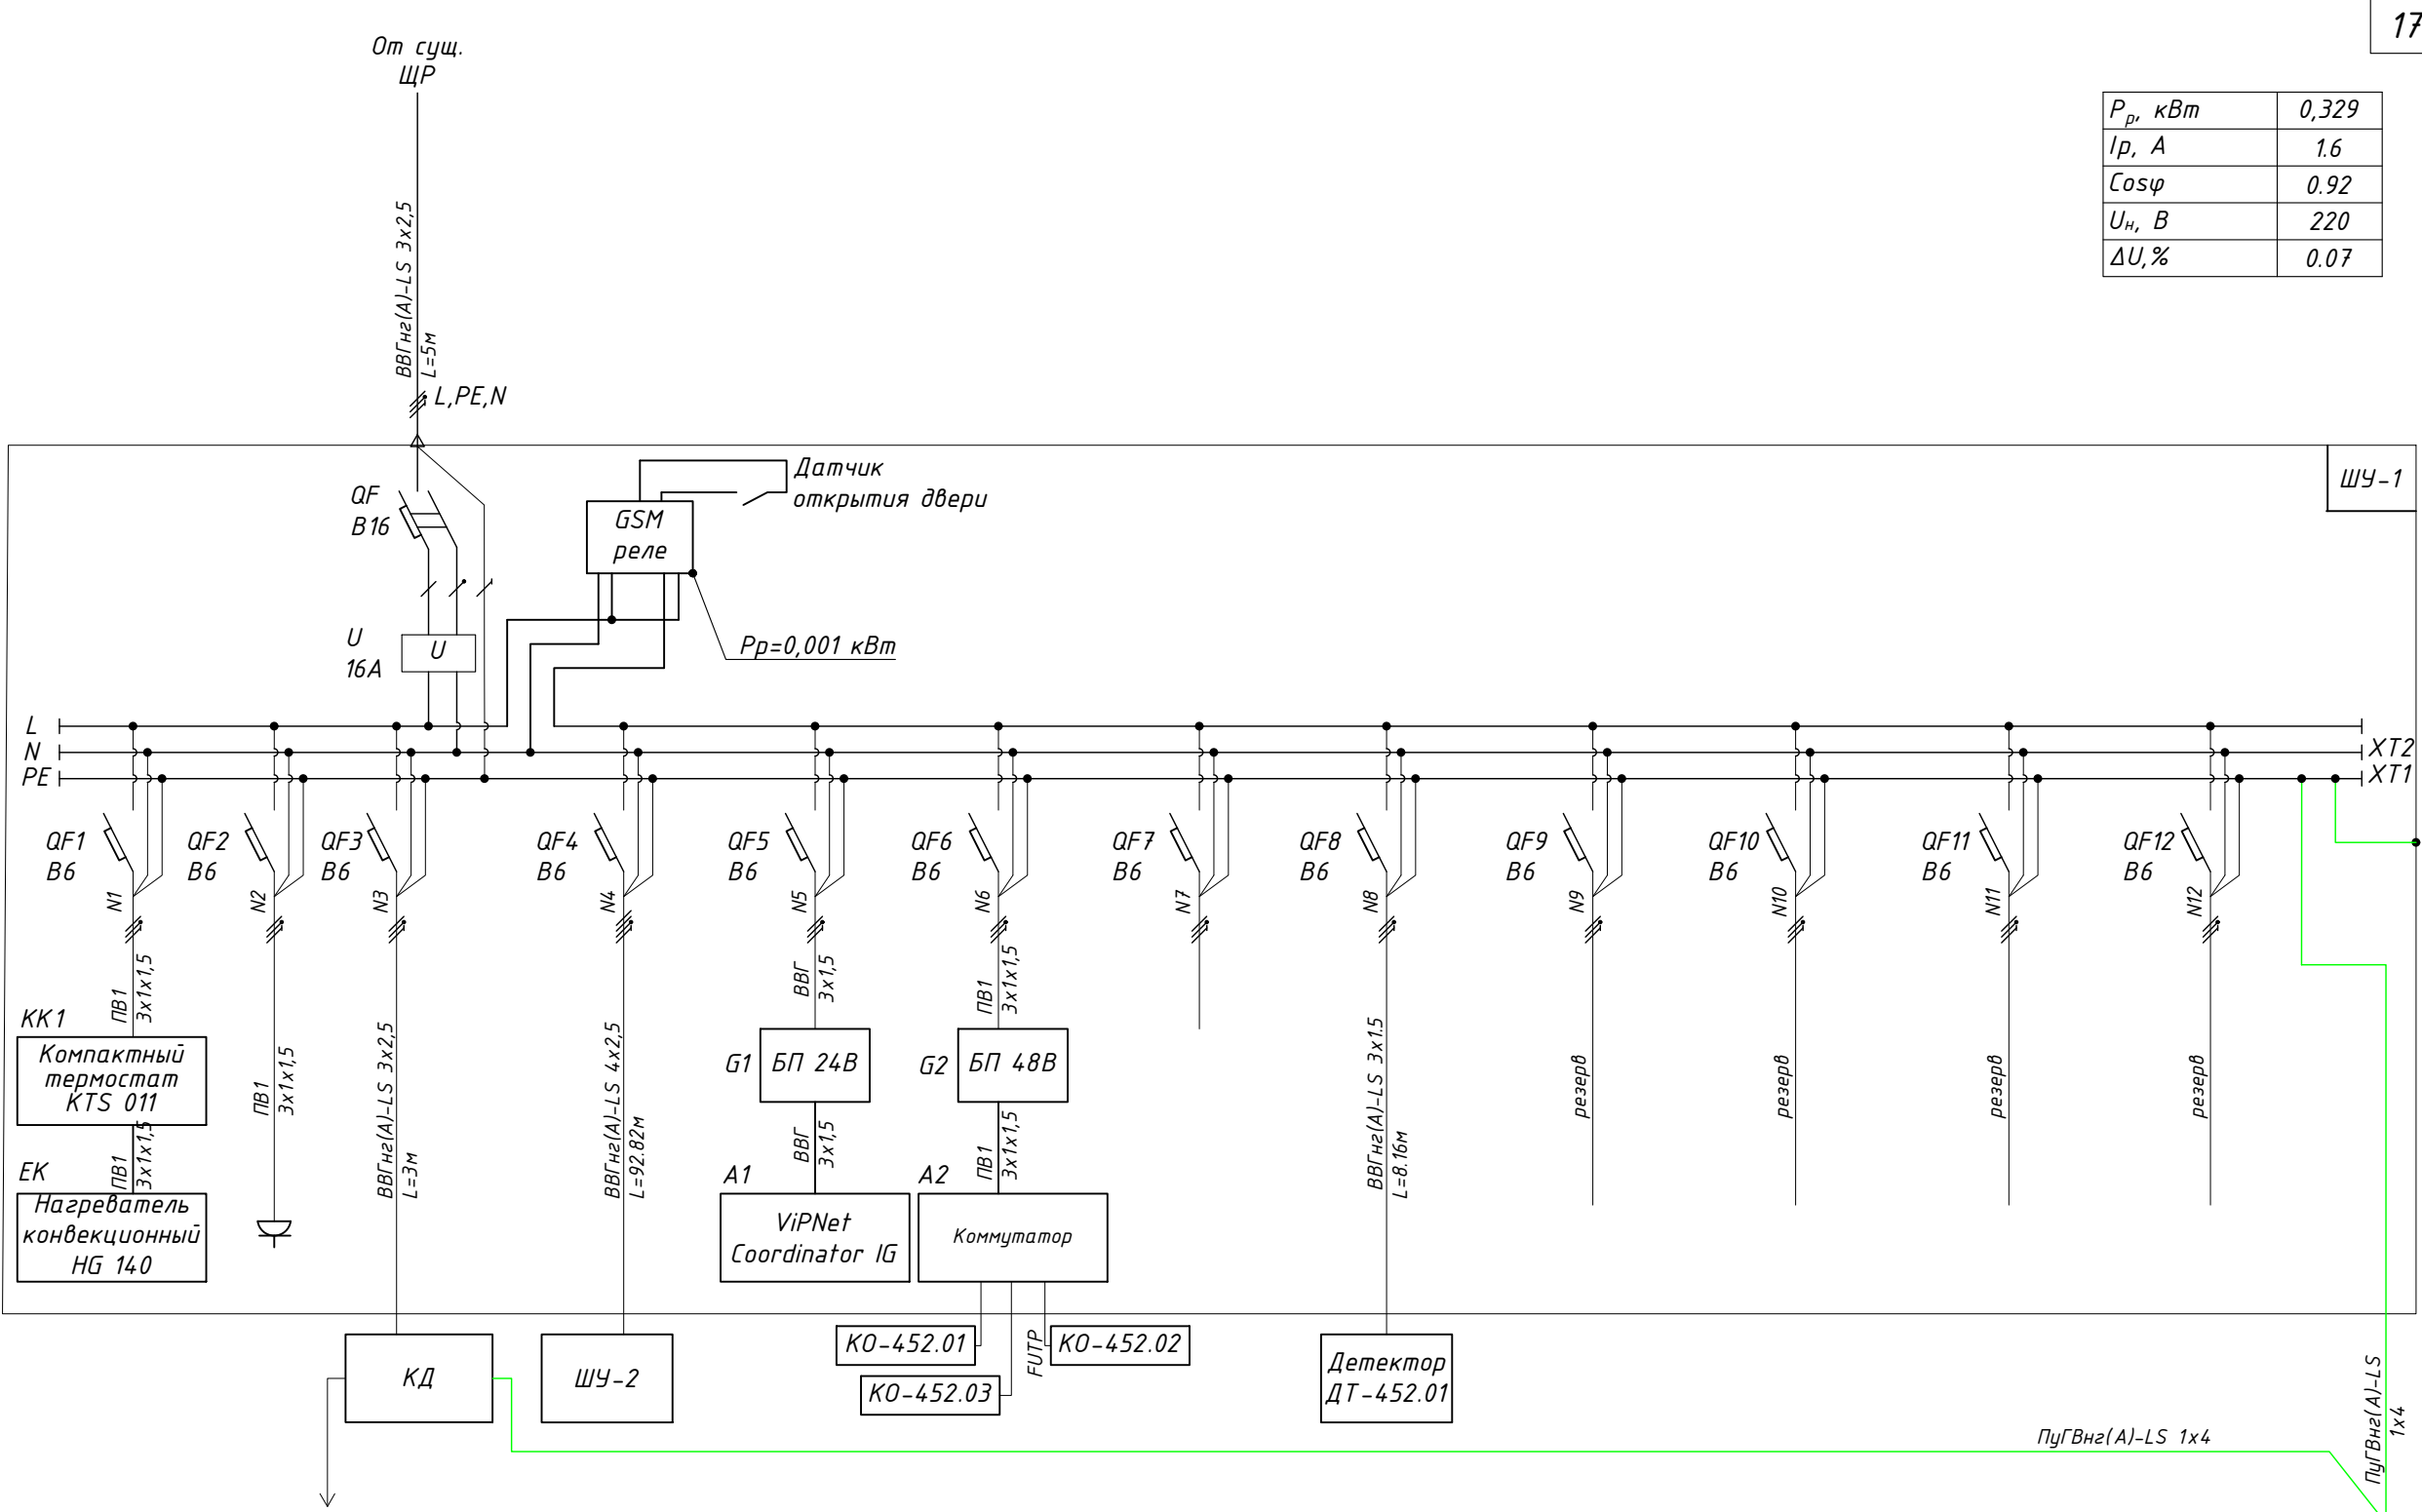 17
От сущ.
ЩР
Pр, кВт 0,329
Iр, А 1.6
Cosφ 0.92
Uн, В 220
ΔU,% 0.07
ВВГнг(А)-LS 3х2,5
L=5м
L,PE,N
ШУ-1
QF
B16
GSM
реле
Датчик
открытия двери
U
16А
U
Рр=0,001 кВт
L
N
PE
XT2
XT1
QF1
B6
QF2
B6
QF3
B6
QF4
B6
QF5
B6
QF6
B6
QF7
B6
QF8
B6
QF9
B6
QF10
B6
QF11
B6
QF12
B6
N1
N2
N3
N4
N5
N6
N7
N8
N9
N10
N11
N12
ПВ1
3х1х1,5
КК1
Компактный
термостат
KTS 011
ПВ1
3х1х1,5
ЕК
Нагреватель
конвекционный
HG 140
ПВ1
3х1х1,5
ВВГнг(А)-LS 3х2,5
L=3м
ВВГнг(А)-LS 4х2,5
L=92.82м
ВВГ
3х1,5
G1
БП 24В
ВВГ
3х1,5
А1
ViPNet
Coordinator IG
ПВ1
3х1х1,5
G2
БП 48В
ПВ1
3х1х1,5
А2
Коммутатор
ВВГнг(А)-LS 3х1.5
L=8.16м
резерв
резерв
резерв
резерв
КД
ШУ-2
КО-452.01
FUTP
КО-452.02
КО-452.03
Детектор
ДТ-452.01
ПуГВнг(А)-LS 1х4
ПуГВнг(А)-LS
1х4